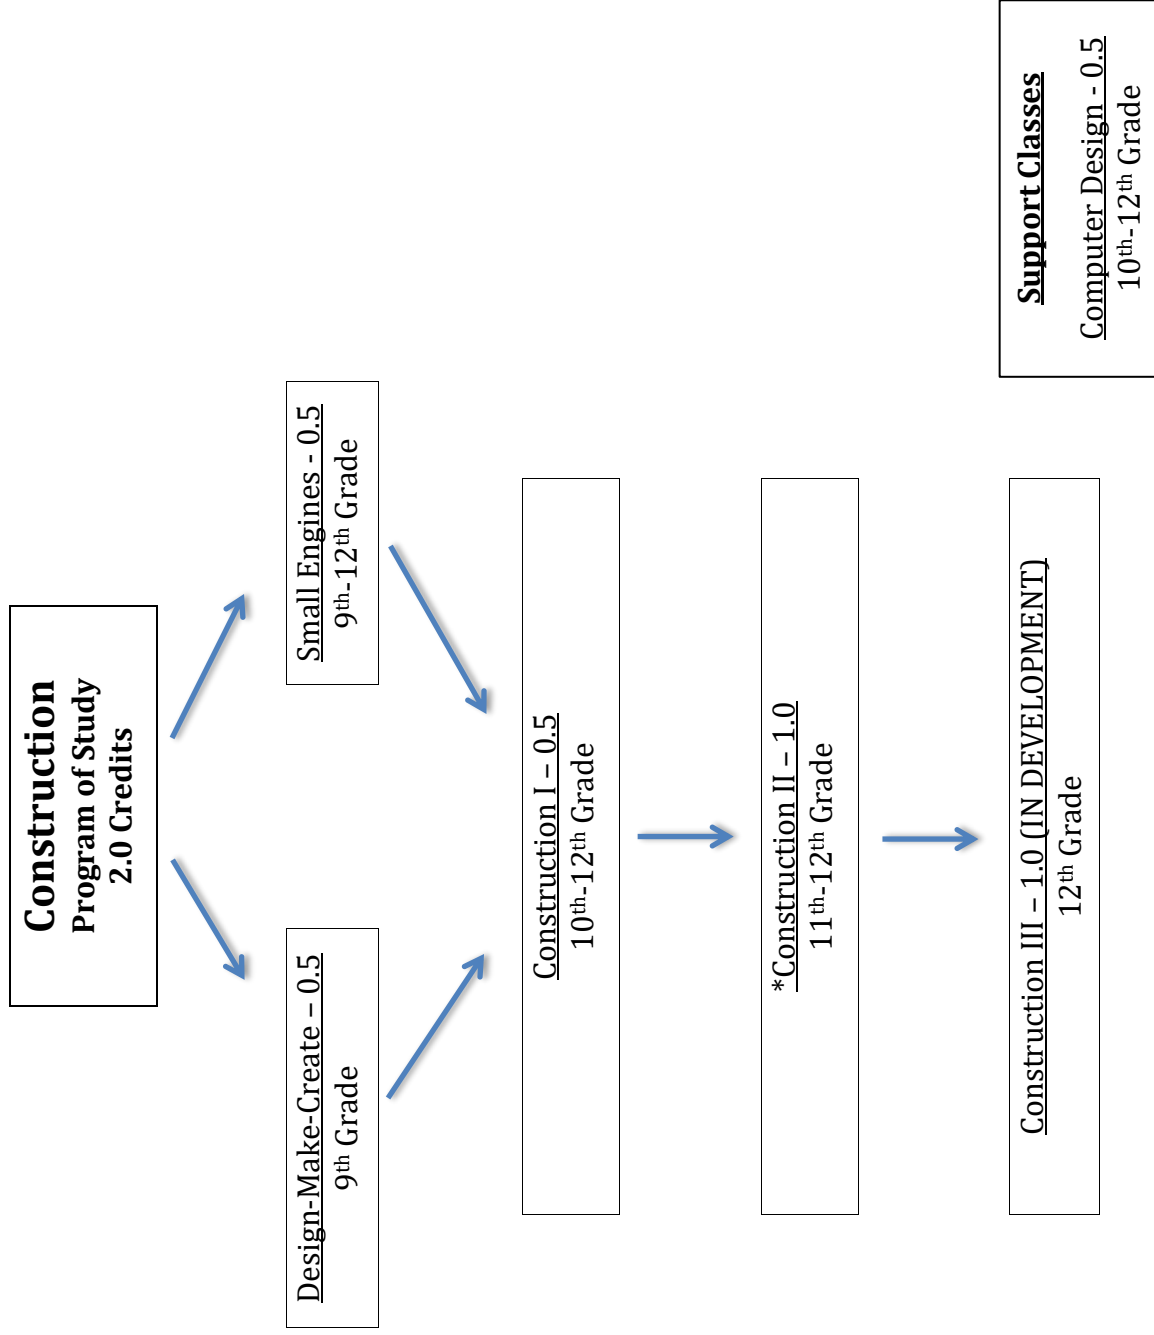 Construction
Program of Study
2.0 Credits
Design-Make-Create – 0.5
9th Grade
Small Engines - 0.5
9th-12th Grade
Construction I – 0.5
10th-12th Grade
*Construction II – 1.0
11th-12th Grade
Construction III – 1.0 (IN DEVELOPMENT)
12th Grade
Support Classes
Computer Design - 0.5
10th-12th Grade